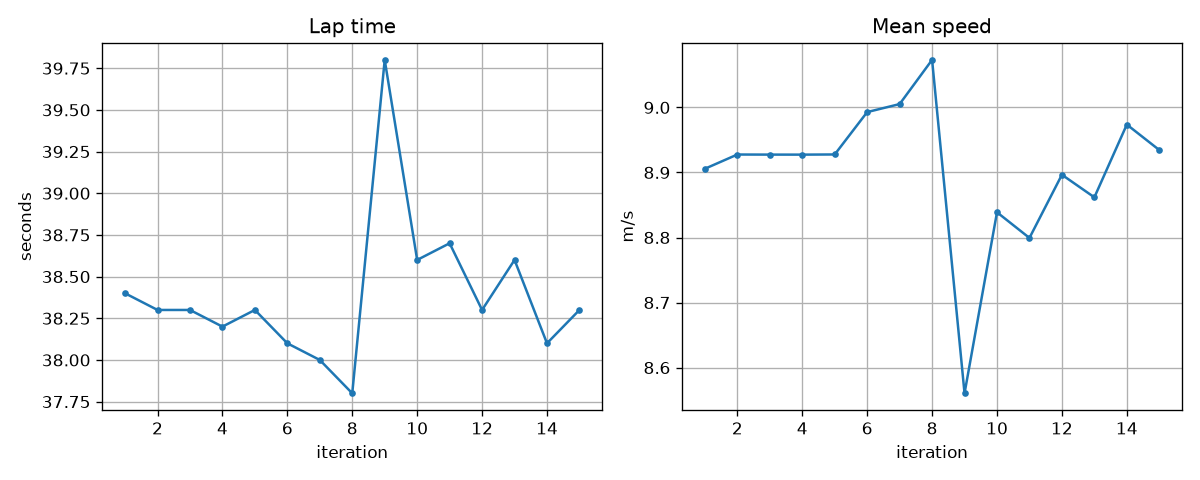 Lap time
39.75
39.50
39.25
39.00
38.75
38.50
38.25
38.00
37.75
seconds
2 4 6 8 10 12 14
iteration
Mean speed
9.0
8.9
8.8
8.7
8.6
m/s
2 4 6 8 10 12 14
iteration